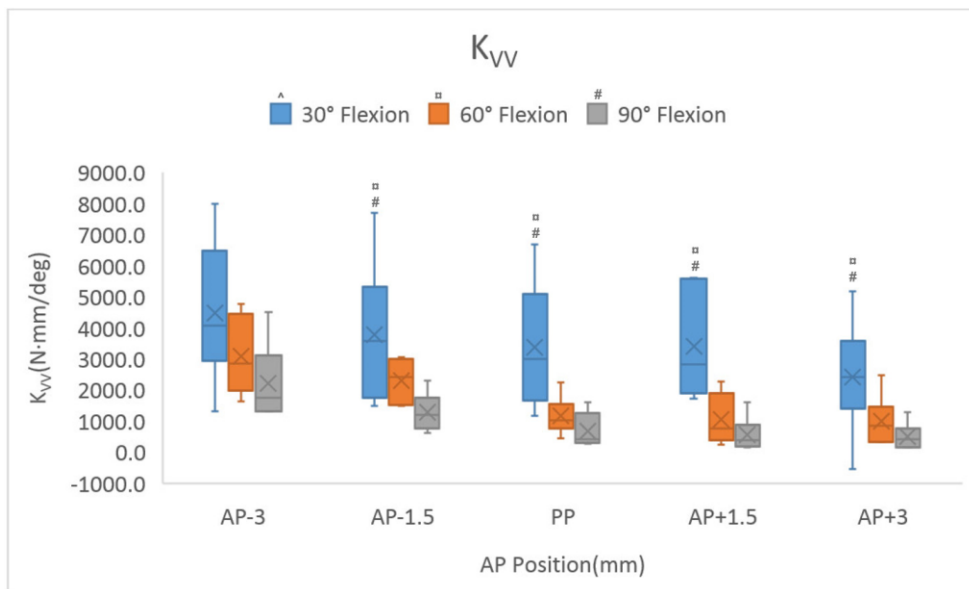 K_VV
^ ¤ #
30° Flexion 60° Flexion 90° Flexion
9000.0
8000.0
7000.0
6000.0
5000.0
4000.0
3000.0
2000.0
1000.0
0.0
-1000.0
K_VV(N·mm/deg)
¤ ¤ ¤ ¤
# # # #
AP-3 AP-1.5 PP AP+1.5 AP+3
AP Position(mm)